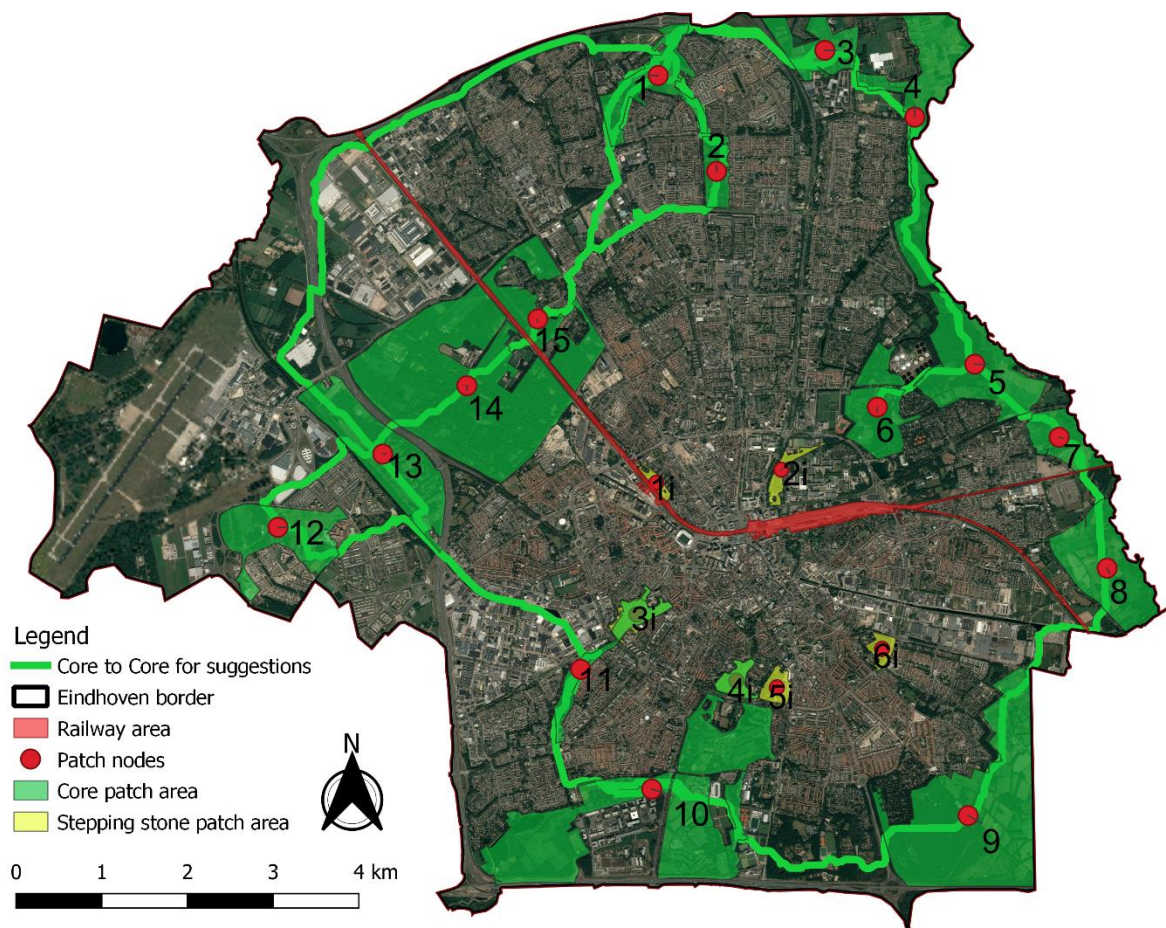 1
2
3
4
15
14
5
6
13
7
1i
2i
12
8
3i
11
4i
5i
6i
10
9
Legend
Core to Core for suggestions
Eindhoven border
Railway area
Patch nodes
Core patch area
Stepping stone patch area
N
0 1 2 3 4 km